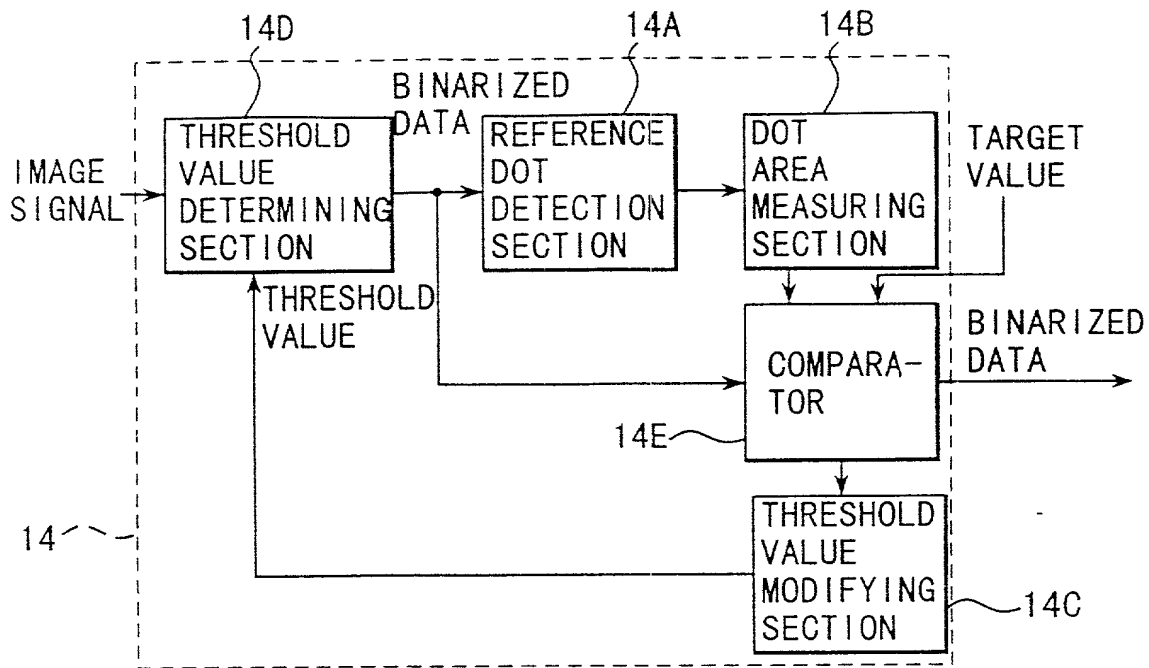 14D
14A
14B
BINARIZED
DATA
THRESHOLD
VALUE
DETERMINING
SECTION
REFERENCE
DOT
DETECTION
SECTION
DOT
AREA
MEASURING
SECTION
TARGET
VALUE
IMAGE
SIGNAL
THRESHOLD
VALUE
COMPARA-
TOR
BINARIZED
DATA
14E
14
THRESHOLD
VALUE
MODIFYING
SECTION
14C